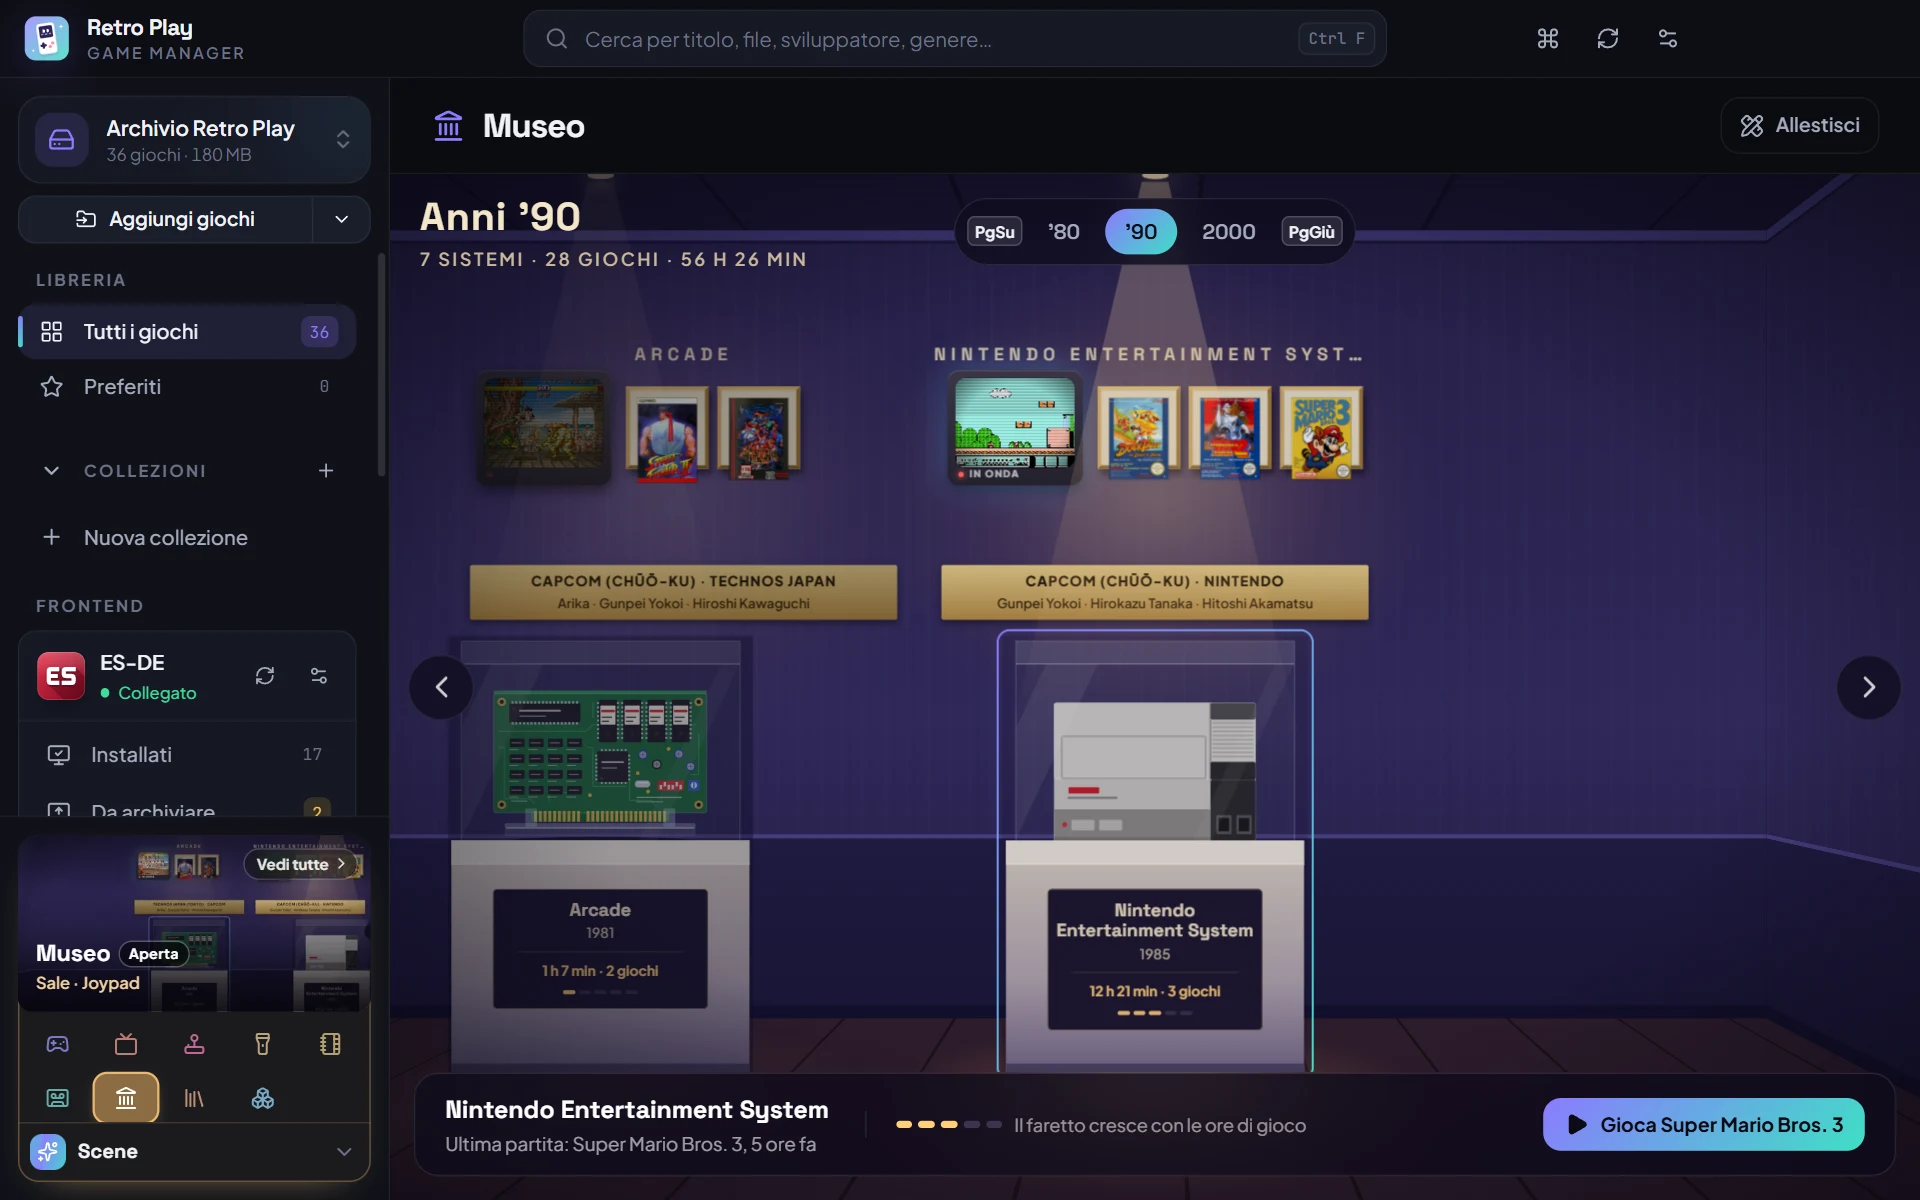 Retro Play
GAME MANAGER
Cerca per titolo, file, sviluppatore, genere...
Ctrl F
Archivio Retro Play
36 giochi · 180 MB
Aggiungi giochi
LIBRERIA
Tutti i giochi
36
Preferiti
0
COLLEZIONI
Nuova collezione
FRONTEND
ES
ES-DE
Collegato
Installati
17
Da archiviare
2
Vedi tutte
Museo
Aperta
Sale · Joypad
Scene
Museo
Allestisci
Anni ’90
7 SISTEMI · 28 GIOCHI · 56 H 26 MIN
PgSu
’80
’90
2000
PgGiù
ARCADE
NINTENDO ENTERTAINMENT SYST…
IN ONDA
SUPER
MARIO 3
CAPCOM (CHŪŌ-KU) · TECHNOS JAPAN
Arika · Gunpei Yokoi · Hiroshi Kawaguchi
CAPCOM (CHŪŌ-KU) · NINTENDO
Gunpei Yokoi · Hirokazu Tanaka · Hitoshi Akamatsu
Arcade
1981
1 h 7 min · 2 giochi
Nintendo
Entertainment System
1985
12 h 21 min · 3 giochi
Nintendo Entertainment System
Ultima partita: Super Mario Bros. 3, 5 ore fa
Il faretto cresce con le ore di gioco
Gioca Super Mario Bros. 3